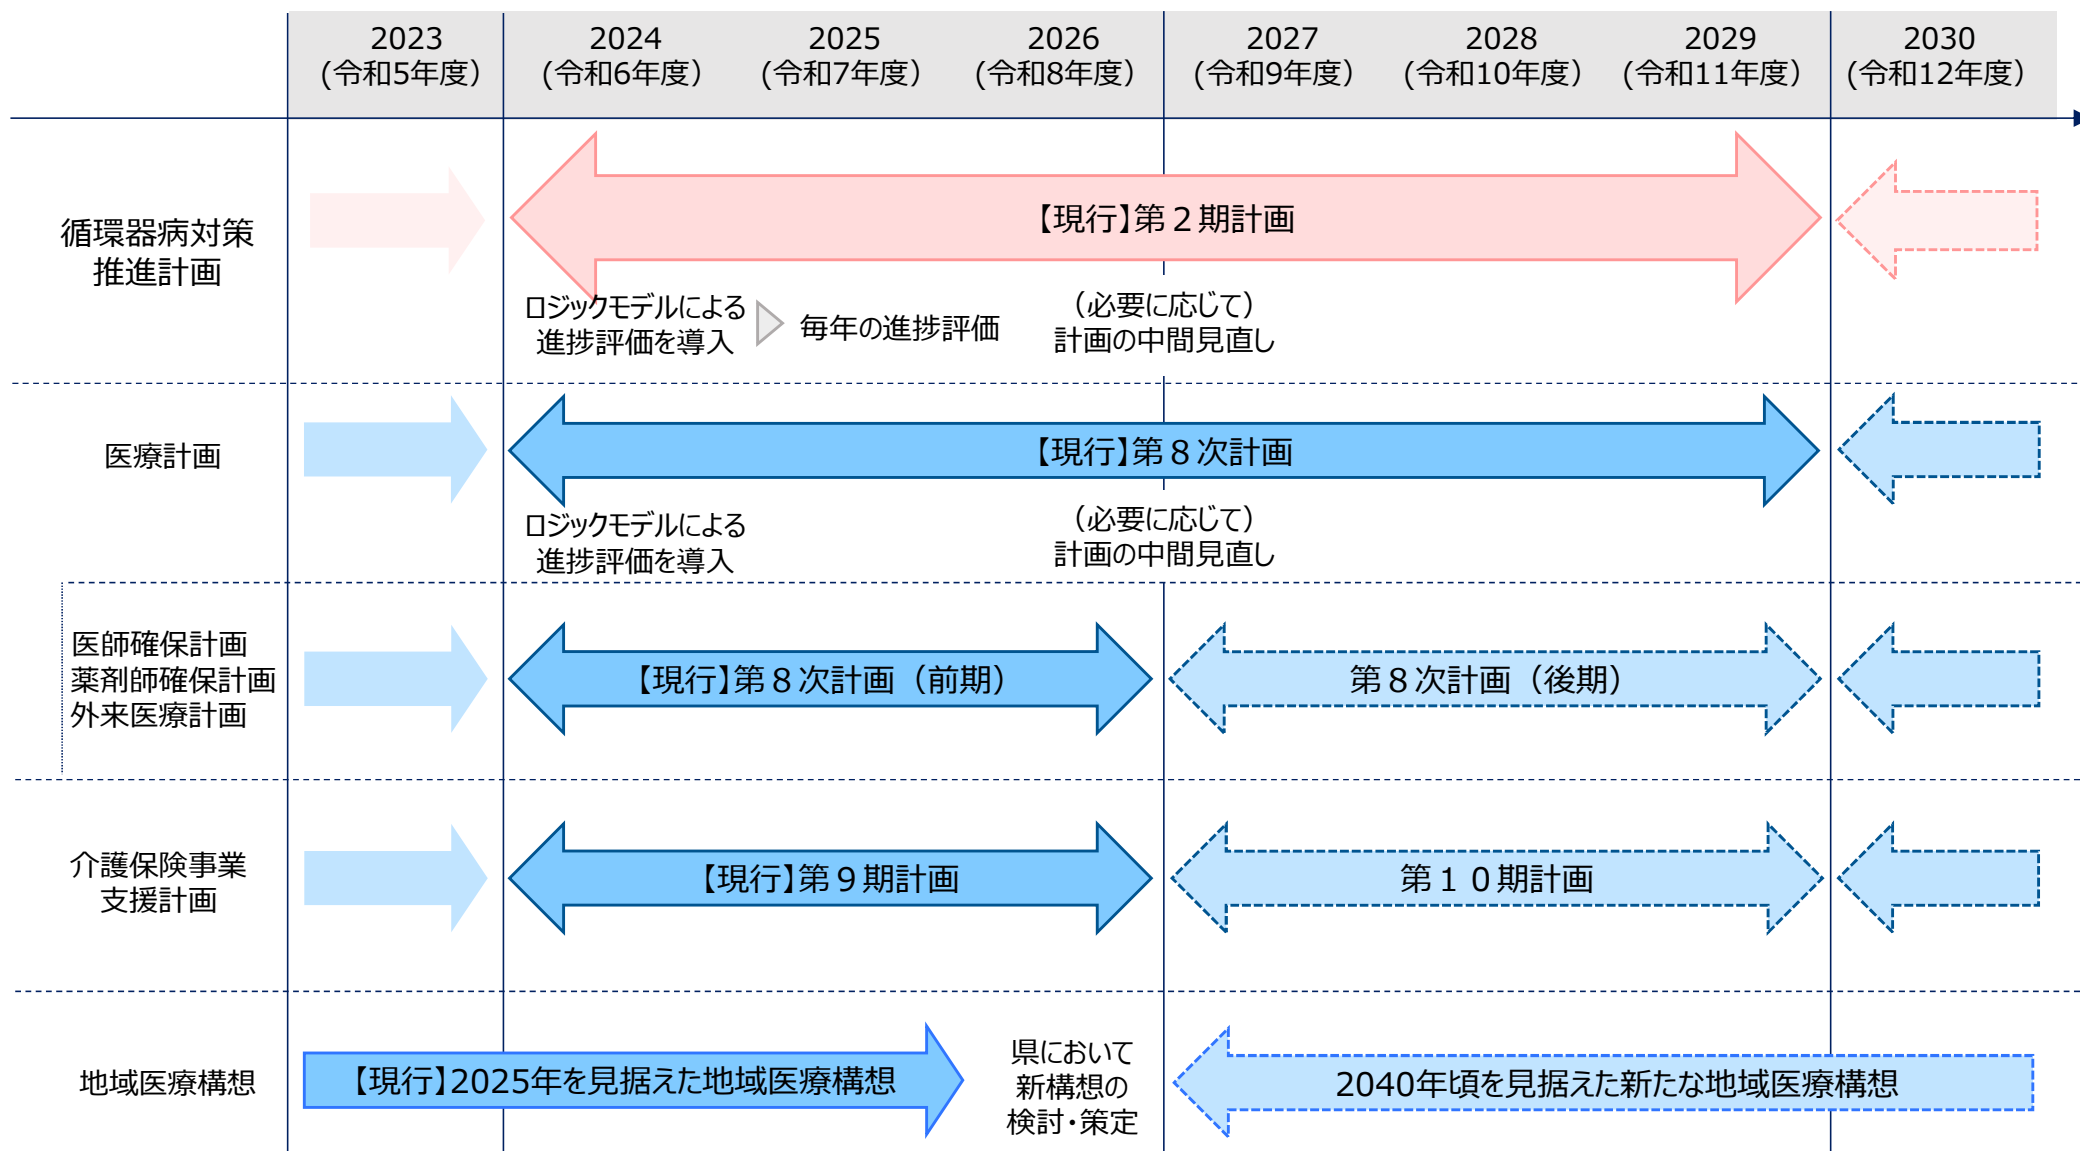 2023
(令和5年度)
2024
(令和6年度)
2025
(令和7年度)
2026
(令和8年度)
2027
(令和9年度)
2028
(令和10年度)
2029
(令和11年度)
2030
(令和12年度)
循環器病対策
推進計画
【現行】第２期計画
ロジックモデルによる
進捗評価を導入
毎年の進捗評価
（必要に応じて）
計画の中間見直し
医療計画
【現行】第８次計画
ロジックモデルによる
進捗評価を導入
（必要に応じて）
計画の中間見直し
医師確保計画
薬剤師確保計画
外来医療計画
【現行】第８次計画（前期）
第８次計画（後期）
介護保険事業
支援計画
【現行】第９期計画
第１０期計画
地域医療構想
【現行】2025年を見据えた地域医療構想
県において
新構想の
検討・策定
2040年頃を見据えた新たな地域医療構想